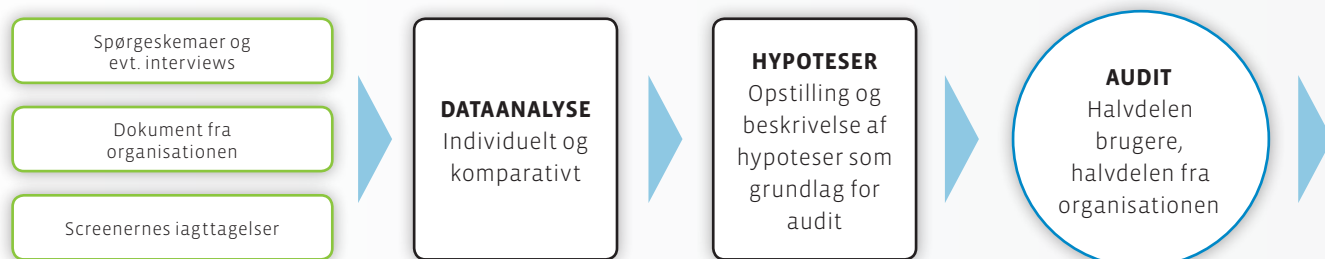 Spørgeskemaer og
evt. interviews
Dokument fra
organisationen
Screenernes iagttagelser
DATAANALYSE
Individuelt og
komparativt
HYPOTESER
Opstilling og
beskrivelse af
hypoteser som
grundlag for
audit
AUDIT
Halvdelen
brugere,
halvdelen fra
organisationen